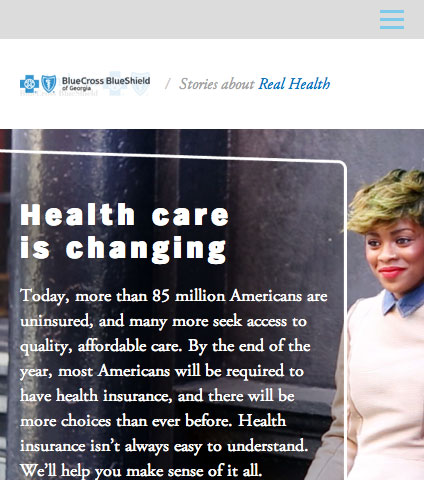 BlueCross BlueShield
of Georgia
/ Stories about Real Health
Health care
is changing
Today, more than 85 million Americans are
uninsured, and many more seek access to
quality, affordable care. By the end of the
year, most Americans will be required to
have health insurance, and there will be
more choices than ever before. Health
insurance isn't always easy to understand.
We'll help you make sense of it all.